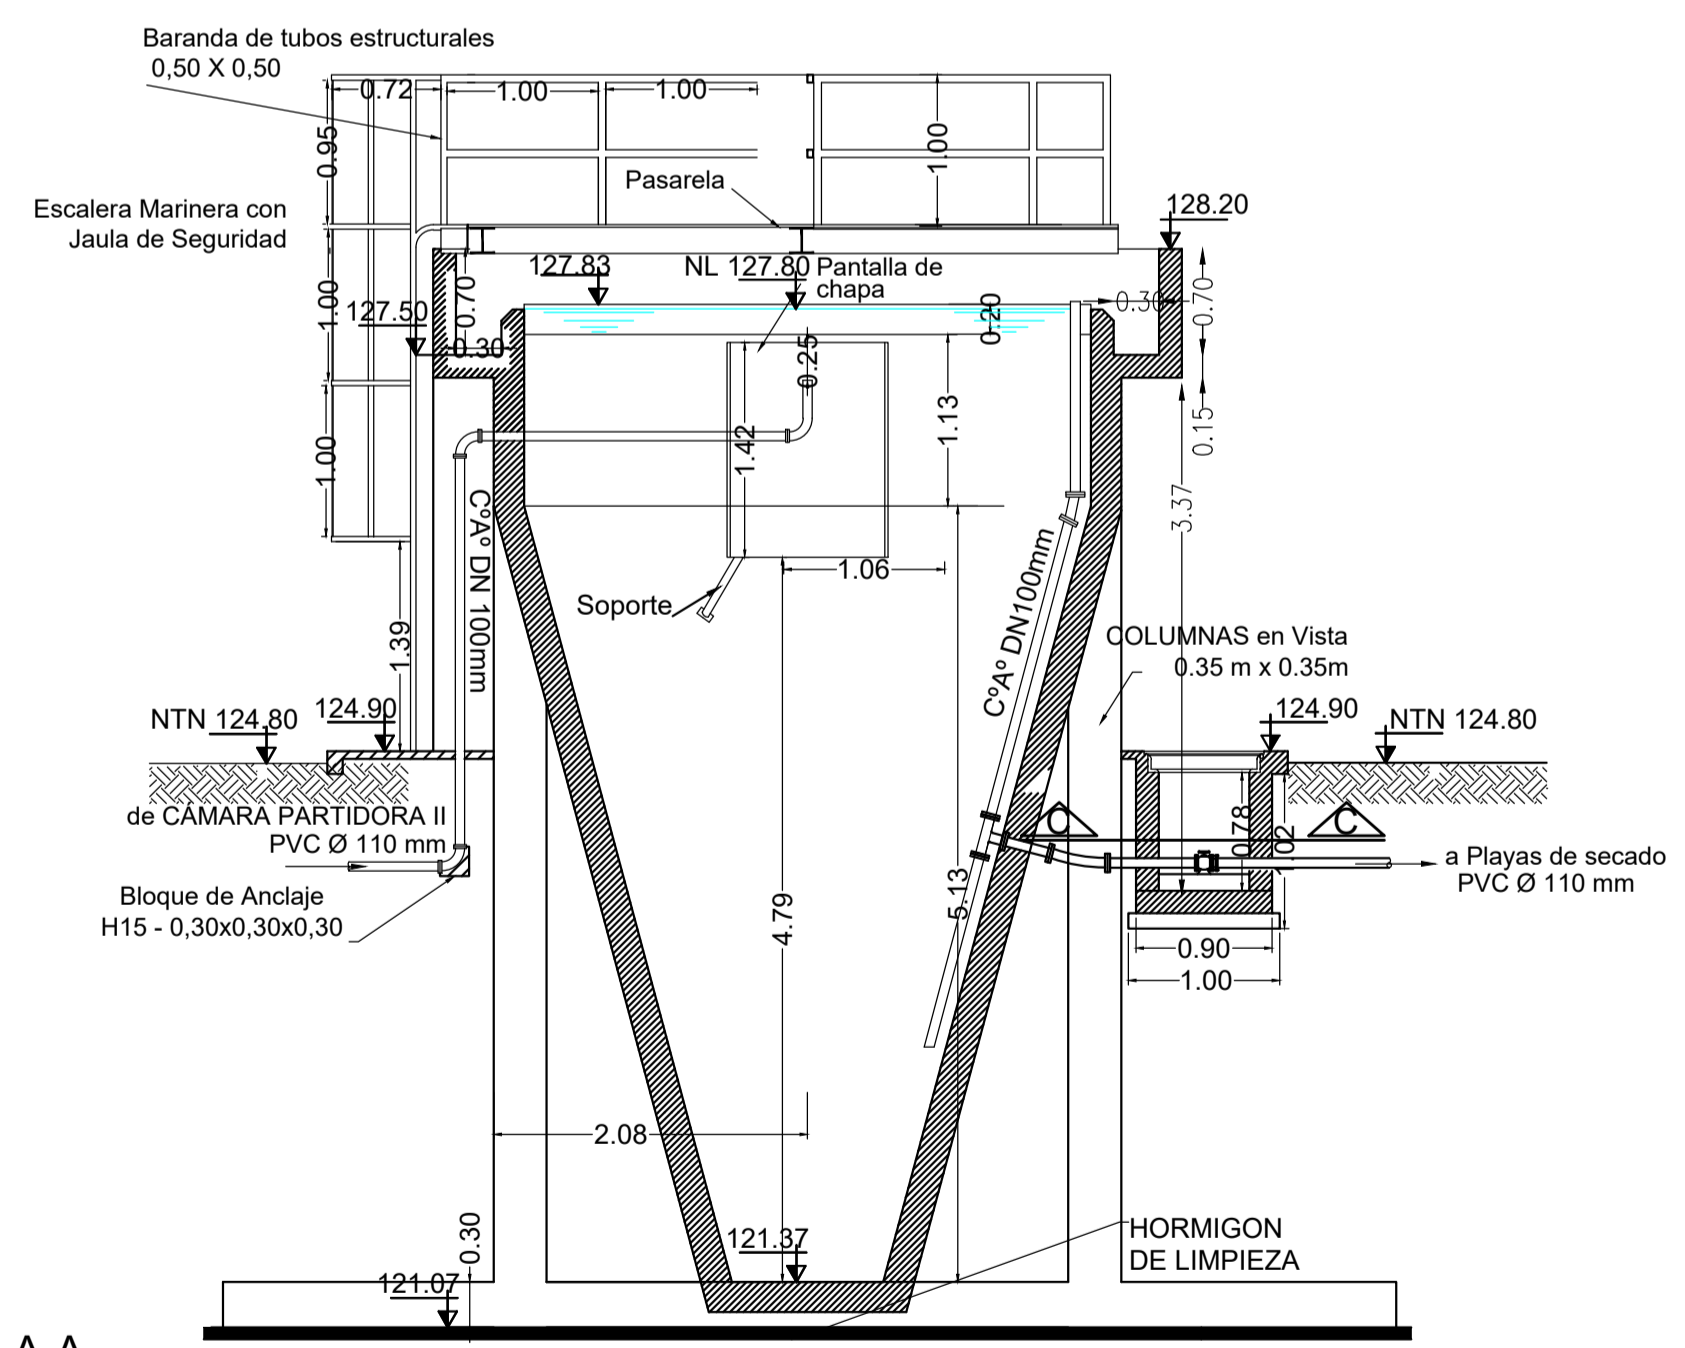 Baranda de tubos estructurales
0,50 X 0,50
0.72
1.00
1.00
0.95
1.00
Pasarela
Escalera Marinera con
Jaula de Seguridad
128.20
127.83
NL 127.80
Pantalla de
chapa
1.00
127.50
0.70
0.30
0.20
0.30
0.70
0.25
1.13
0.15
1.00
1.42
3.37
CºAº DN 100mm
1.06
Soporte
CºAº DN100mm
1.39
COLUMNAS en Vista
0.35 m x 0.35m
NTN 124.80
124.90
124.90
NTN 124.80
de CÁMARA PARTIDORA II
PVC Ø 110 mm
C
C
0.78
a Playas de secado
PVC Ø 110 mm
Bloque de Anclaje
H15 - 0,30x0,30x0,30
4.79
5.13
0.90
1.00
2.08
0.30
121.37
HORMIGON
DE LIMPIEZA
121.07